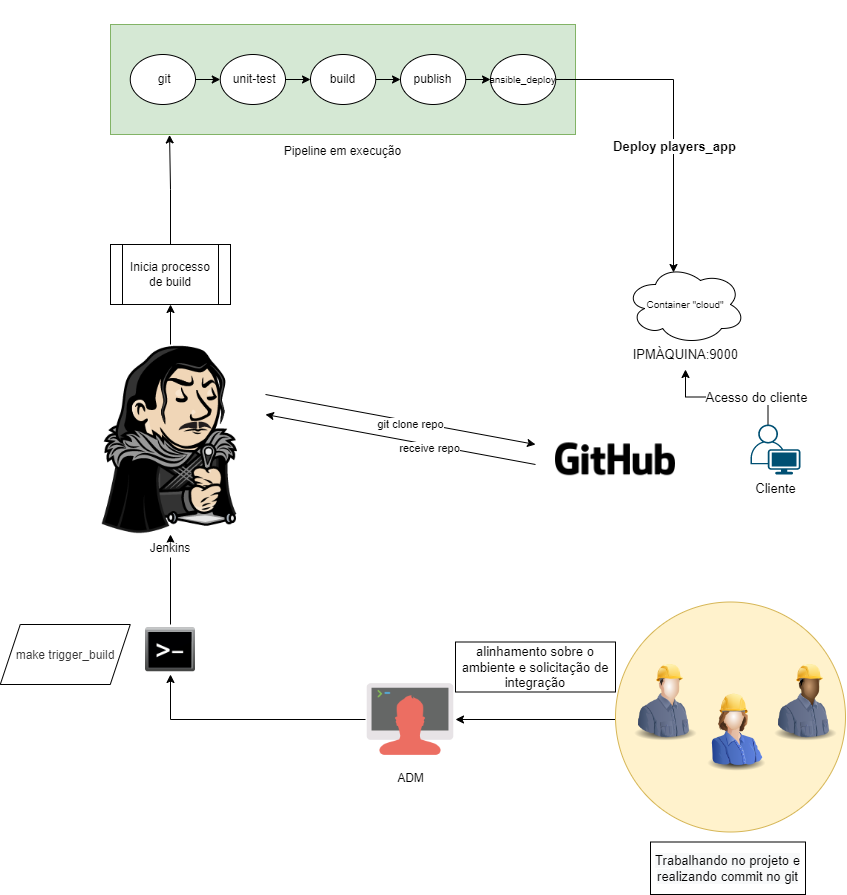 git
unit-test
build
publish
ansible_deploy
Pipeline em execução
Deploy players_app
Inicia processo
de build
Container "cloud"
IPMÀQUINA:9000
Acesso do cliente
git clone repo
receive repo
GitHub
Cliente
Jenkins
make trigger_build
>-
alinhamento sobre o
ambiente e solicitação de
integração
>-
ADM
Trabalhando no projeto e
realizando commit no git